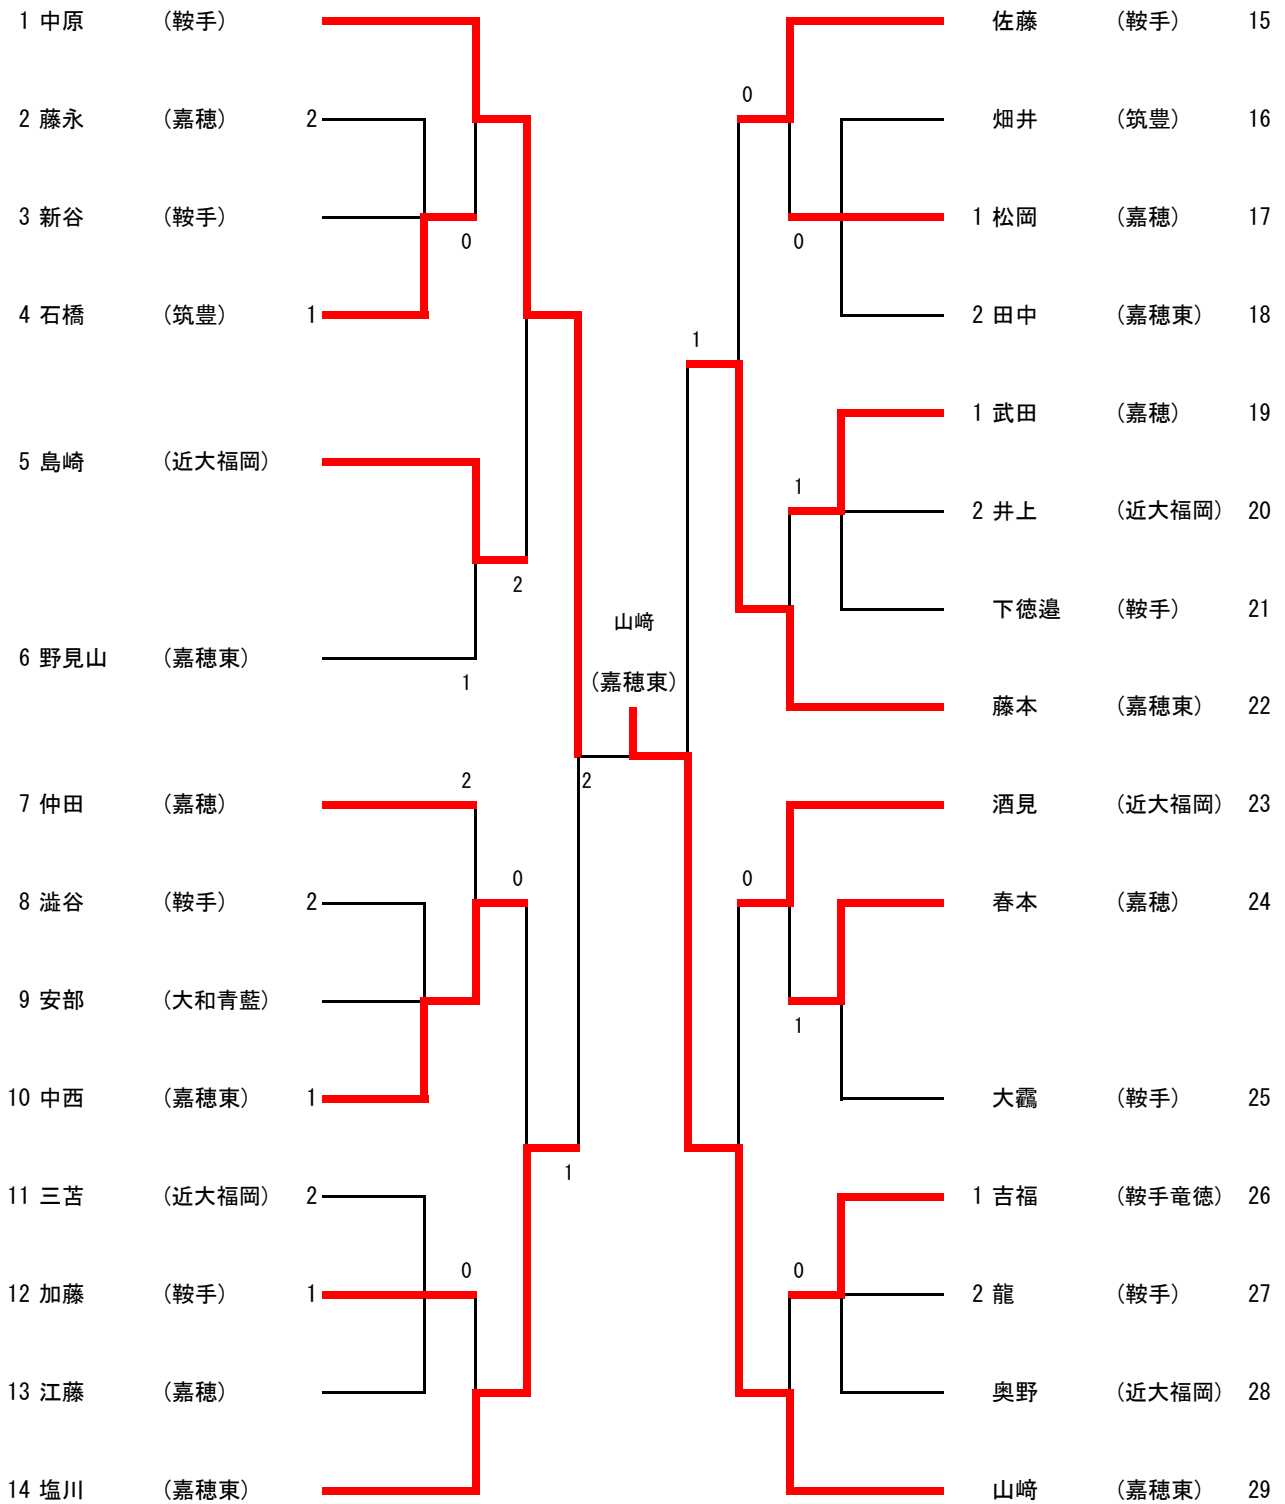 1 中原 (鞍手)
2 藤永 (嘉穂) 2
3 新谷 (鞍手)
0
4 石橋 (筑豊) 1
5 島崎 (近大福岡)
2
6 野見山 (嘉穂東)
1
2
7 仲田 (嘉穂)
0
8 澁谷 (鞍手) 2
9 安部 (大和青藍)
10 中西 (嘉穂東) 1
1
11 三苫 (近大福岡) 2
0
12 加藤 (鞍手) 1
13 江藤 (嘉穂)
14 塩川 (嘉穂東)
山﨑
(嘉穂東)
2
佐藤 (鞍手) 15
0
畑井 (筑豊) 16
1 松岡 (嘉穂) 17
0
2 田中 (嘉穂東) 18
1
1 武田 (嘉穂) 19
1
2 井上 (近大福岡) 20
下徳邉 (鞍手) 21
藤本 (嘉穂東) 22
酒見 (近大福岡) 23
0
春本 (嘉穂) 24
1
大靍 (鞍手) 25
1 吉福 (鞍手竜徳) 26
0
2 龍 (鞍手) 27
奥野 (近大福岡) 28
山﨑 (嘉穂東) 29